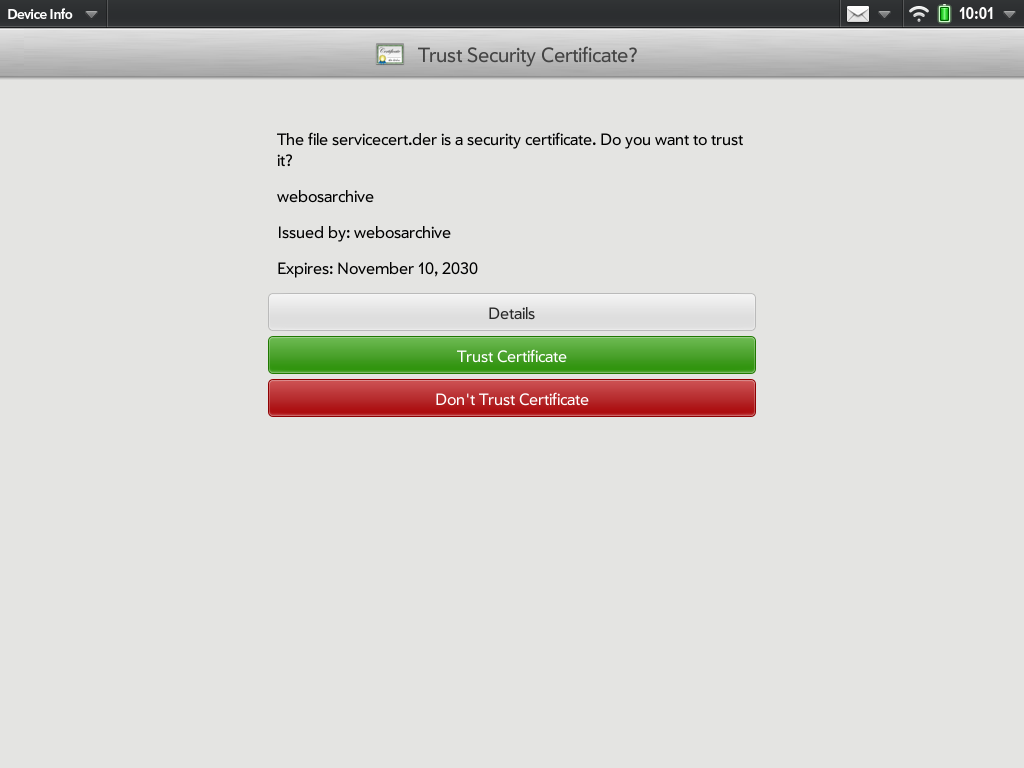 Device Info
10:01
Trust Security Certificate?
The file servicecert.der is a security certificate. Do you want to trust
it?
webosarchive
Issued by: webosarchive
Expires: November 10, 2030
Details
Trust Certificate
Don't Trust Certificate